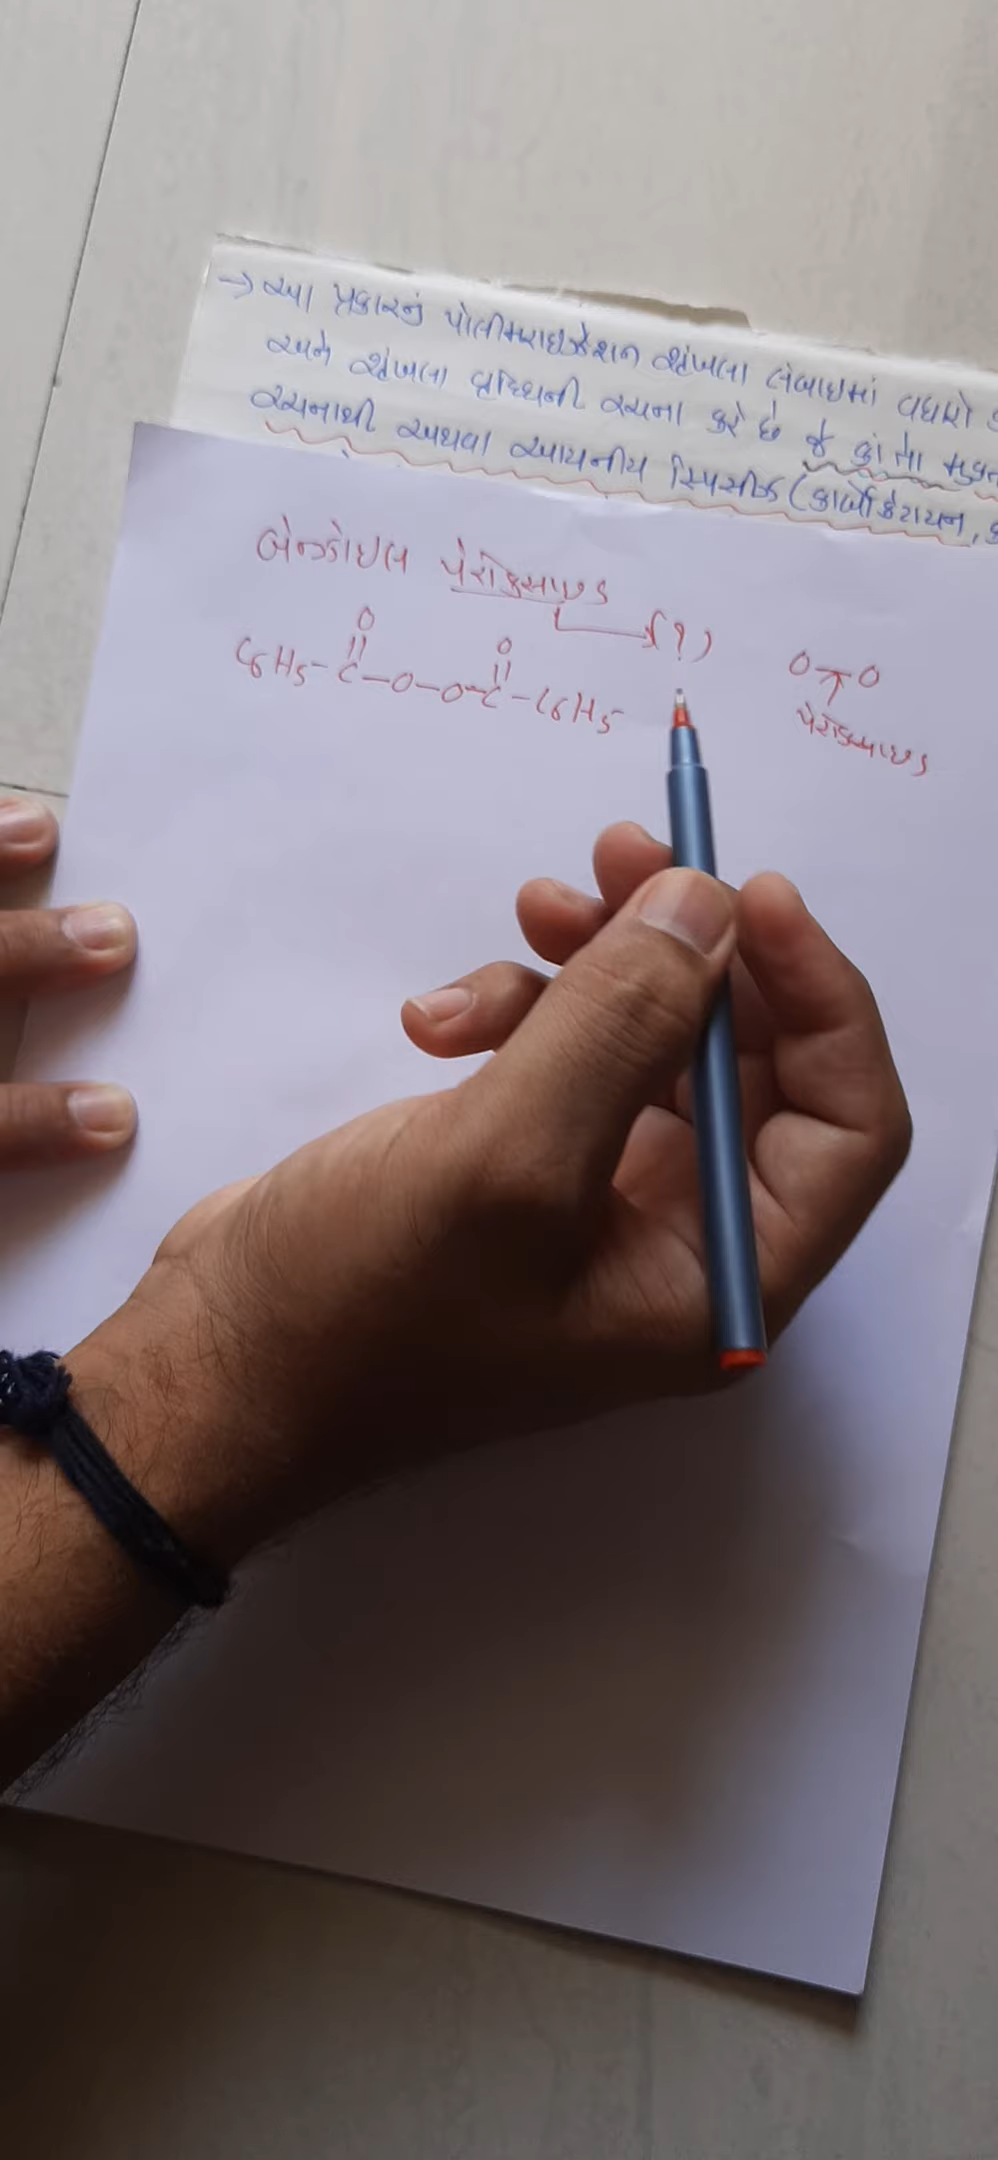 → આ પ્રકારનું પોલીમરાઇઝેશન શૃંખલા લંબાઇમાં વધારો
અને શૃંખલા વૃધ્ધિની રચના કરે છે જે કાં તો મુક્ત
રચનાથી અથવા આયનીય સ્પિસીઝ (કાર્બોકેટાયન,
બેન્ઝોઇલ પેરોક્સાઇડ
(?)
O O
C6H5-C-O-O-C-C6H5
O-O
પેરોક્સાઇડ